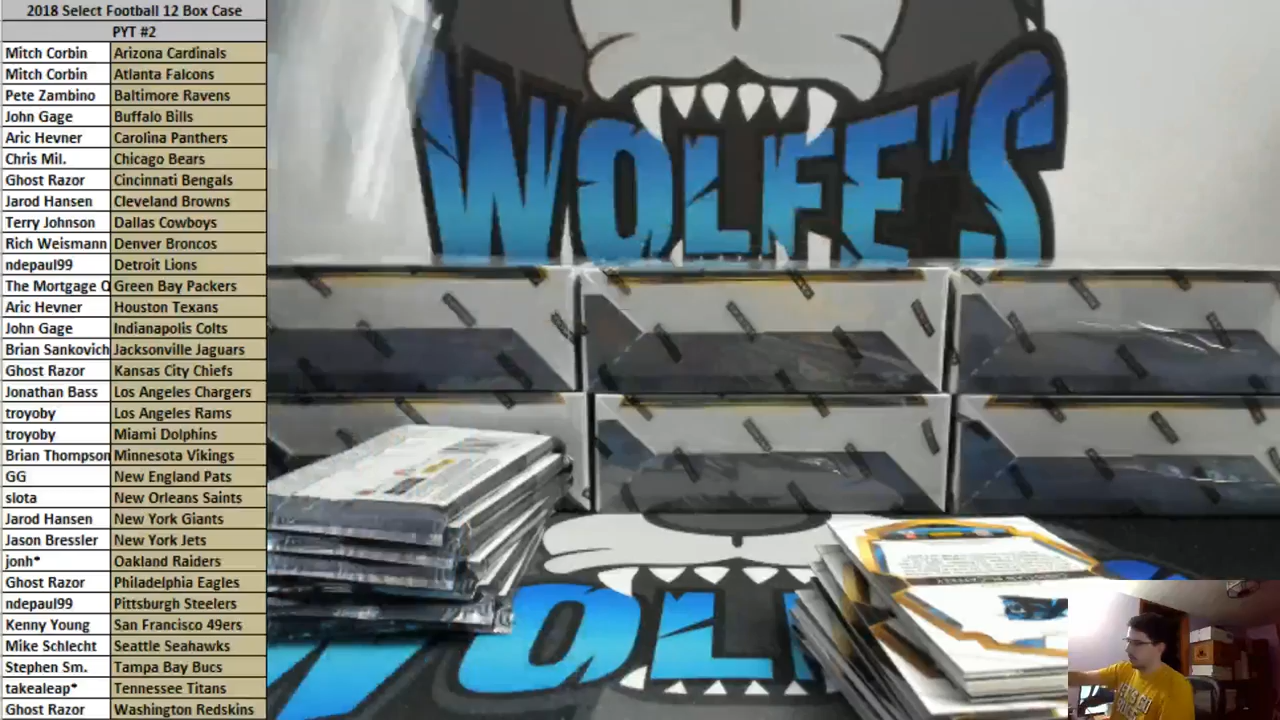 2018 Select Football 12 Box Case
PYT #2
Mitch Corbin Arizona Cardinals
Mitch Corbin Atlanta Falcons
Pete Zambino Baltimore Ravens
John Gage Buffalo Bills
Aric Hevner Carolina Panthers
Chris Mil. Chicago Bears
Ghost Razor Cincinnati Bengals
Jarod Hansen Cleveland Browns
Terry Johnson Dallas Cowboys
Rich Weismann Denver Broncos
ndepaul99 Detroit Lions
The Mortgage Q Green Bay Packers
Aric Hevner Houston Texans
John Gage Indianapolis Colts
Brian Sankovich Jacksonville Jaguars
Ghost Razor Kansas City Chiefs
Jonathan Bass Los Angeles Chargers
troyoby Los Angeles Rams
troyoby Miami Dolphins
Brian Thompson Minnesota Vikings
GG New England Pats
slota New Orleans Saints
Jarod Hansen New York Giants
Jason Bressler New York Jets
jonh* Oakland Raiders
Ghost Razor Philadelphia Eagles
ndepaul99 Pittsburgh Steelers
Kenny Young San Francisco 49ers
Mike Schlecht Seattle Seahawks
Stephen Sm. Tampa Bay Bucs
takealeap* Tennessee Titans
Ghost Razor Washington Redskins
WOLFE'S